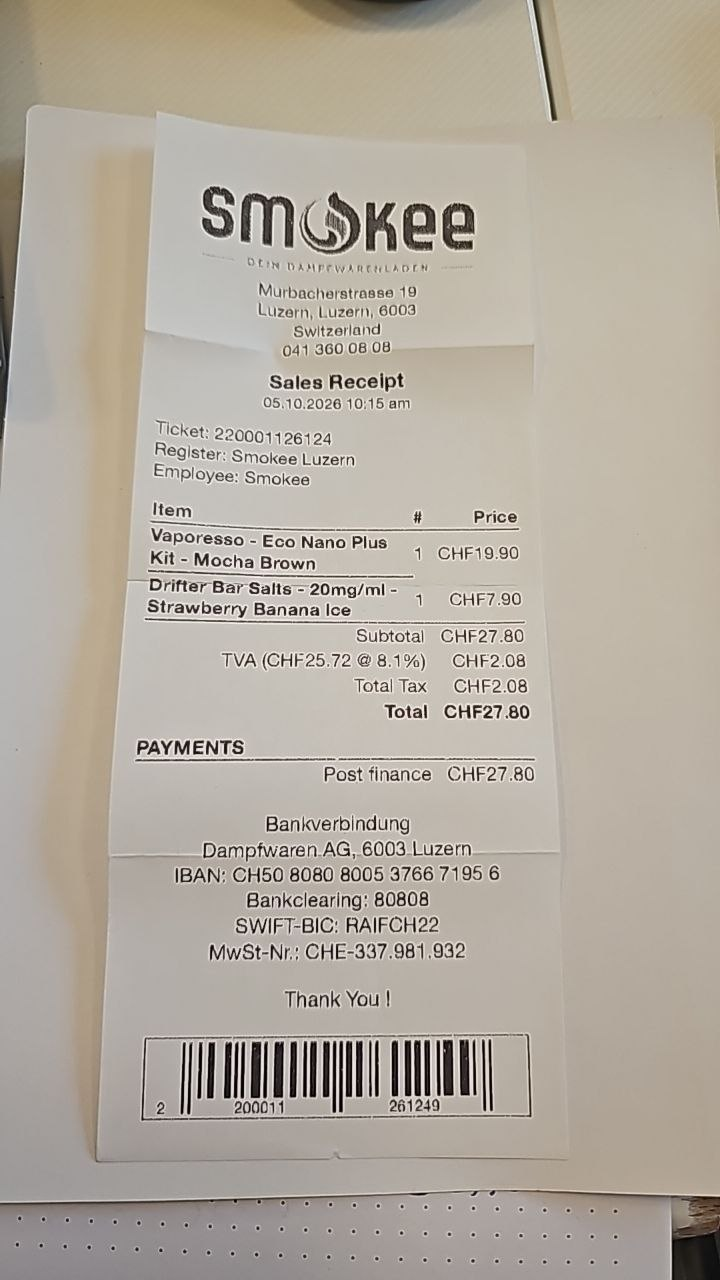 smokee
DEIN DAMPFWARENLADEN
Murbacherstrasse 19
Luzern, Luzern, 6003
Switzerland
041 360 08 08
Sales Receipt
05.10.2026 10:15 am
Ticket: 220001126124
Register: Smokee Luzern
Employee: Smokee
Item # Price
Vaporesso - Eco Nano Plus
Kit - Mocha Brown 1 CHF19.90
Drifter Bar Salts - 20mg/ml -
Strawberry Banana Ice 1 CHF7.90
Subtotal CHF27.80
TVA (CHF25.72 @ 8.1%) CHF2.08
Total Tax CHF2.08
Total CHF27.80
PAYMENTS
Post finance CHF27.80
Bankverbindung
Dampfwaren AG, 6003 Luzern
IBAN: CH50 8080 8005 3766 7195 6
Bankclearing: 80808
SWIFT-BIC: RAIFCH22
MwSt-Nr.: CHE-337.981.932
Thank You !
2 200011 261249